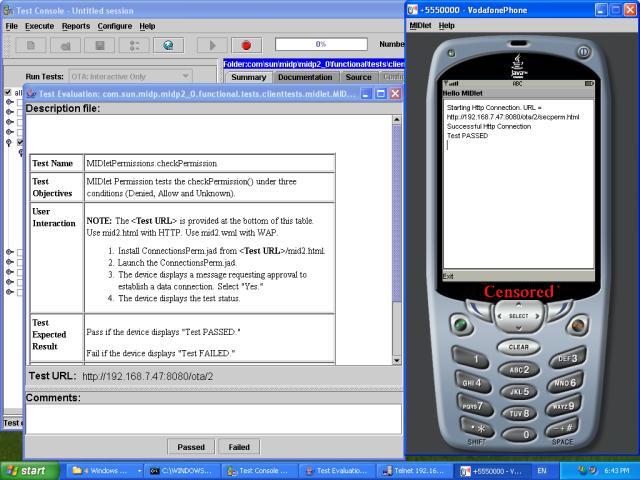 Test Console - Untitled session
File Execute Reports Configure Help
0%
Numbe
Folder:com\sun\midp\midp2_0\functional\tests\clien
Run Tests: OTA: Interactive Only
Summary Documentation Source
all
Test Evaluation: com.sun.midp.midp2_0.functional.tests.clienttests.midlet.MID...
Description file:
Test Name MIDletPermissions.checkPermission
Test Objectives MIDlet Permission tests the checkPermission() under three
conditions (Denied, Allow and Unknown).
User Interaction
NOTE: The <Test URL> is provided at the bottom of this table.
Use mid2.html with HTTP. Use mid2.wml with WAP.
1. Install ConnectionsPerm.jad from <Test URL>/mid2.html.
2. Launch the ConnectionsPerm.jad.
3. The device displays a message requesting approval to
establish a data connection. Select "Yes."
4. The device displays the test status.
Test Expected Result
Pass if the device displays "Test PASSED."
Fail if the device displays "Test FAILED."
Test URL: http://192.168.7.47:8080/ota/2
Comments:
Passed Failed
Test c
+5550000 - VodafonePhone
MIDlet Help
Java
ABC
Hello MIDlet
Starting Http Connection. URL =
http://192.168.7.47:8080/ota/2/secperm.html
Successful Http Connection
Test PASSED
Exit
Censored
SELECT
CLEAR
1 ABC2 DEF3
GHI4 JKL5 MNO6
PQRS7 TUV8 WXYZ9
* 0 -+#
SHIFT SPACE
start
4 Windows ...
C:\WINDOWS...
Test Console ...
Test Evaluatio...
Telnet 192.16...
+5550000 - V...
EN
6:43 PM